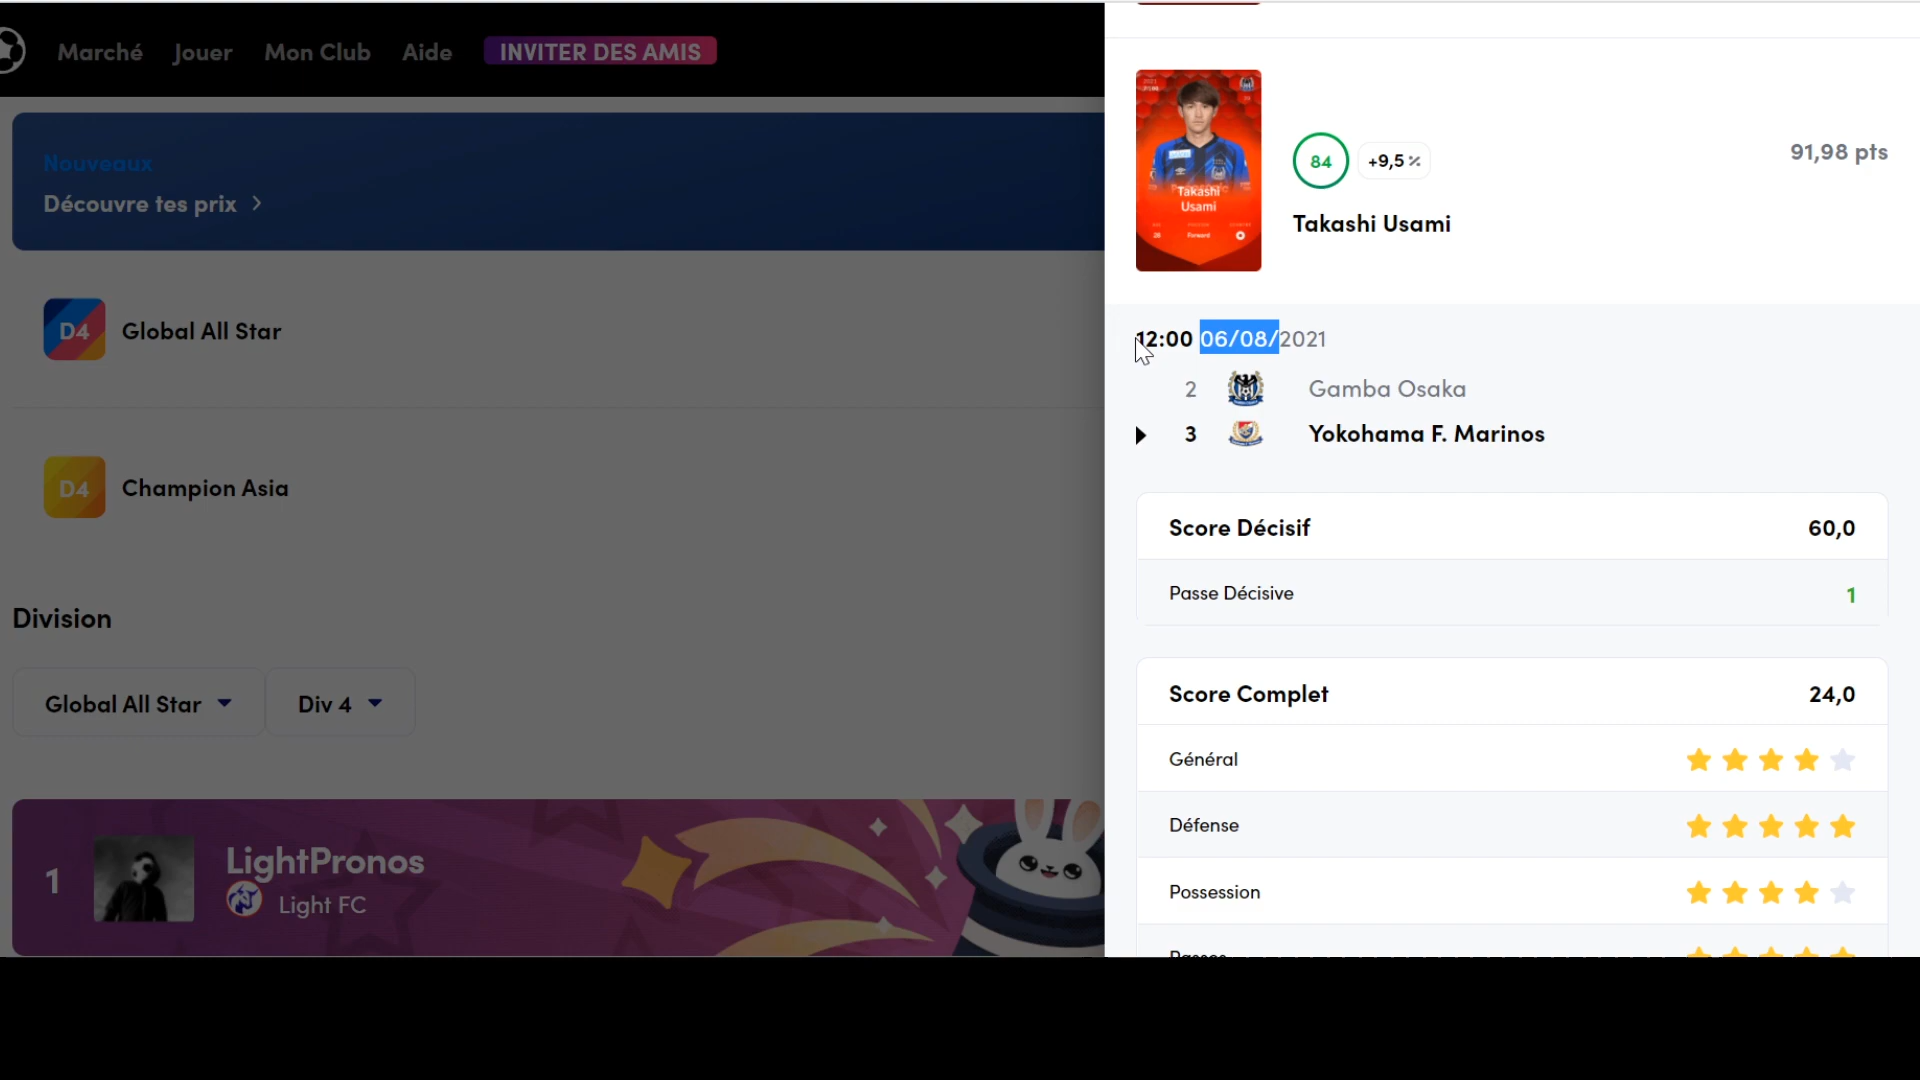 Marché Jouer Mon Club Aide INVITER DES AMIS
Nouveaux
Découvre tes prix
D4 Global All Star
D4 Champion Asia
Division
Global All Star Div 4
1 LightPronos
Light FC
2021
Takashi
Usami
Forward
84 +9,5 %
91,98 pts
Takashi Usami
12:00 06/08/2021
2 Gamba Osaka
3 Yokohama F. Marinos
Score Décisif 60,0
Passe Décisive 1
Score Complet 24,0
Général
Défense
Possession
Passes